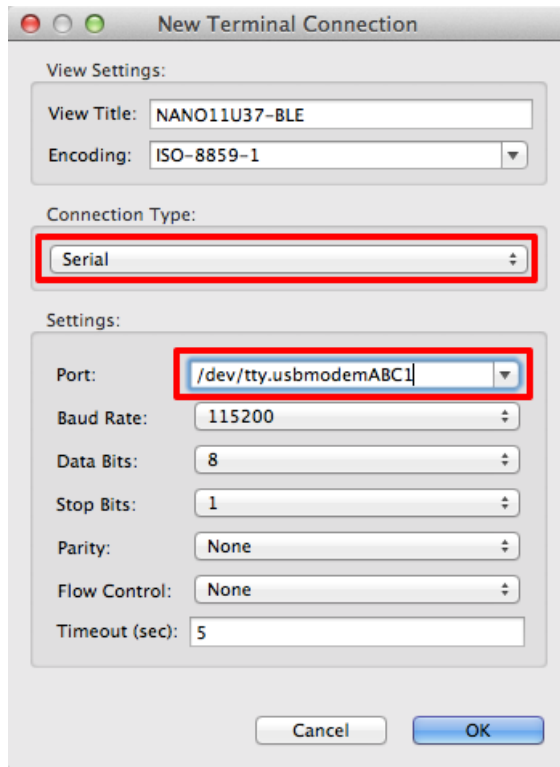 New Terminal Connection
View Settings:
View Title: NANO11U37-BLE
Encoding: ISO-8859-1
Connection Type:
Serial
Settings:
Port: /dev/tty.usbmodemABC1
Baud Rate: 115200
Data Bits: 8
Stop Bits: 1
Parity: None
Flow Control: None
Timeout (sec): 5
Cancel OK